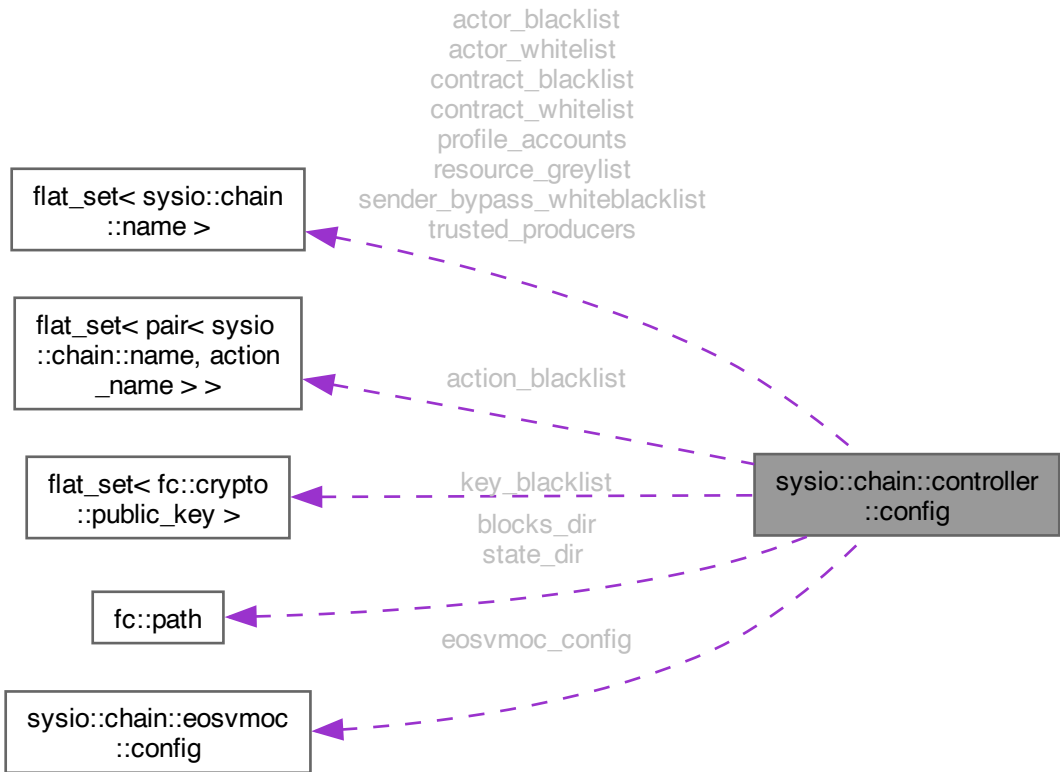 actor_blacklist
actor_whitelist
contract_blacklist
contract_whitelist
profile_accounts
resource_greylist
sender_bypass_whiteblacklist
trusted_producers
flat_set< sysio::chain
::name >
flat_set< pair< sysio
::chain::name, action
_name > >
action_blacklist
flat_set< fc::crypto
::public_key >
key_blacklist
sysio::chain::controller
::config
blocks_dir
state_dir
fc::path
eosvmoc_config
sysio::chain::eosvmoc
::config